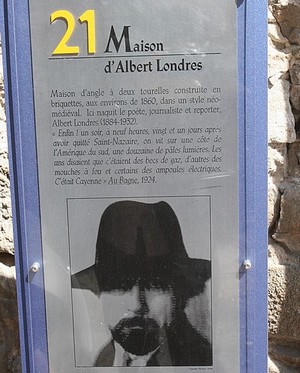 21 Maison
d'Albert Londres
Maison d'angle à deux tourelles construite en
briquettes, aux environs de 1860, dans un style néo-
médiéval. Ici naquit le poète, journaliste et reporter,
Albert Londres (1884-1932).
« Enfin ! un soir, à neuf heures, vingt et un jours après
avoir quitté Saint-Nazaire, on vit sur une côte de
l'Amérique du sud, une douzaine de pâles lumières. Les
uns disaient que c'étaient des becs de gaz, d'autres des
mouches à feu et certains des ampoules électriques.
C'était Cayenne » Au Bagne, 1924.